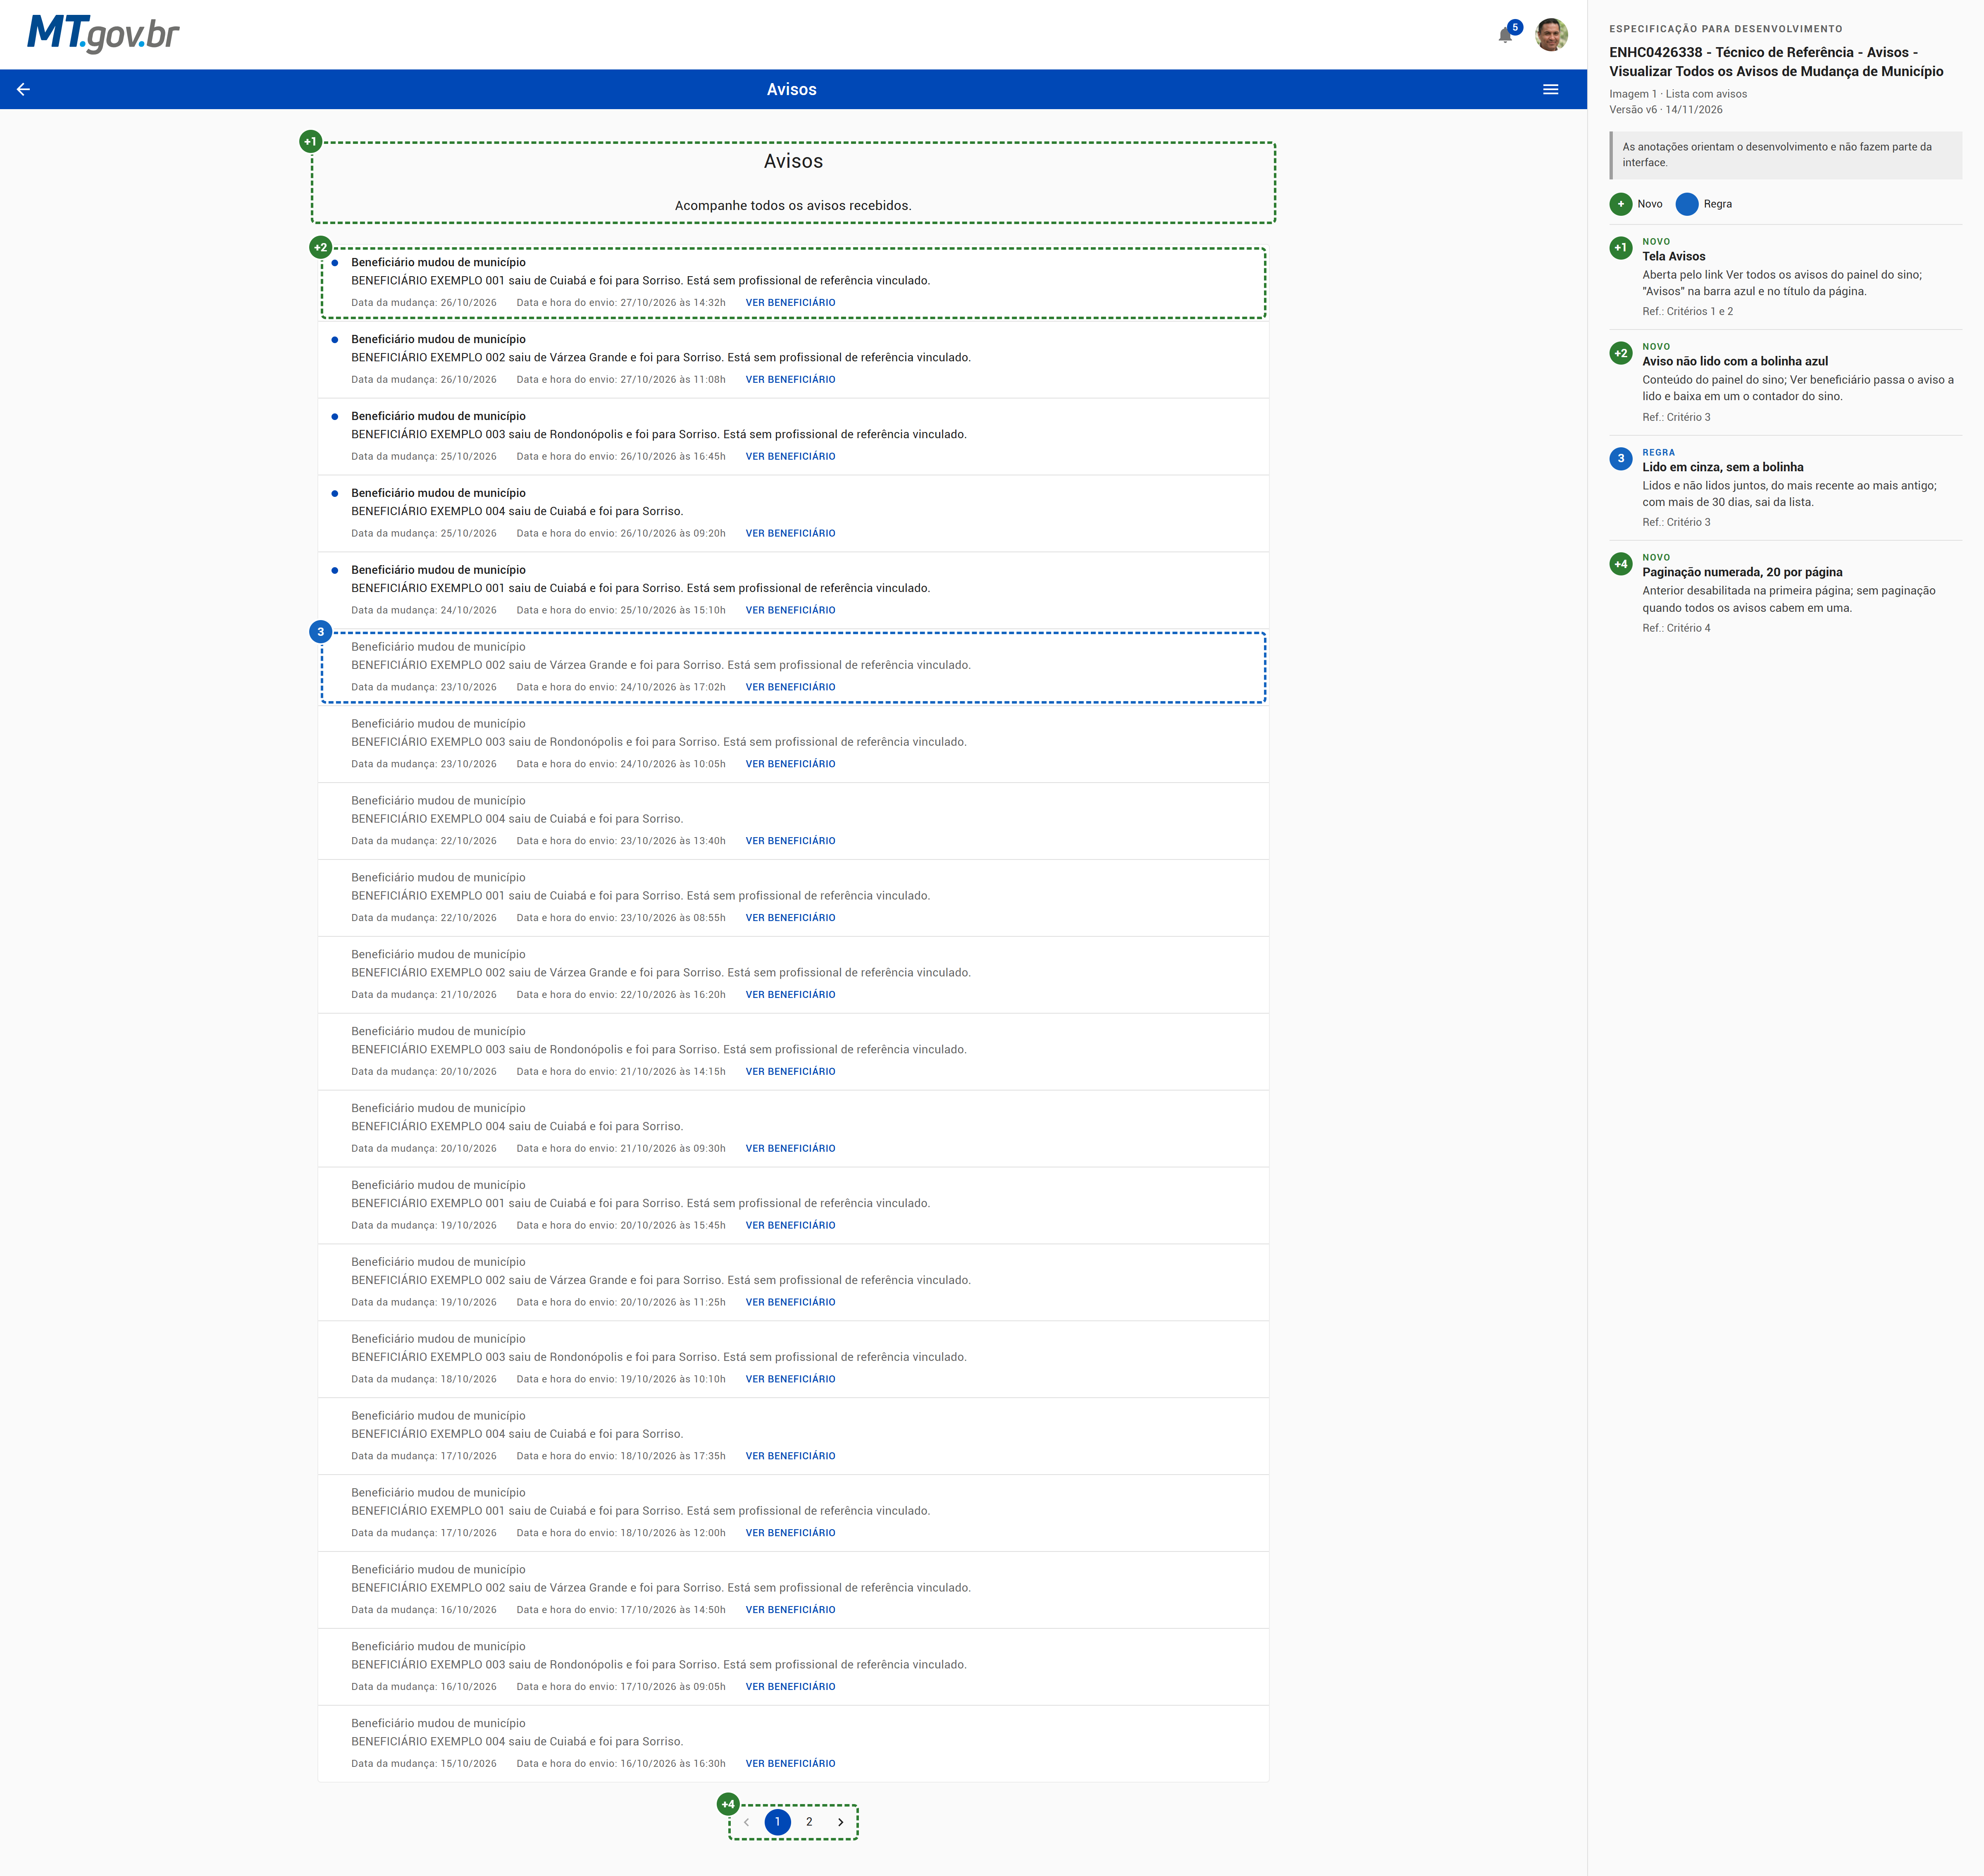 MT.gov.br
5
Avisos
+1
Avisos
Acompanhe todos os avisos recebidos.
+2
Beneficiário mudou de município
BENEFICIÁRIO EXEMPLO 001 saiu de Cuiabá e foi para Sorriso. Está sem profissional de referência vinculado.
Data da mudança: 26/10/2026 Data e hora do envio: 27/10/2026 às 14:32h VER BENEFICIÁRIO
Beneficiário mudou de município
BENEFICIÁRIO EXEMPLO 002 saiu de Várzea Grande e foi para Sorriso. Está sem profissional de referência vinculado.
Data da mudança: 26/10/2026 Data e hora do envio: 27/10/2026 às 11:08h VER BENEFICIÁRIO
Beneficiário mudou de município
BENEFICIÁRIO EXEMPLO 003 saiu de Rondonópolis e foi para Sorriso. Está sem profissional de referência vinculado.
Data da mudança: 25/10/2026 Data e hora do envio: 26/10/2026 às 16:45h VER BENEFICIÁRIO
Beneficiário mudou de município
BENEFICIÁRIO EXEMPLO 004 saiu de Cuiabá e foi para Sorriso.
Data da mudança: 25/10/2026 Data e hora do envio: 26/10/2026 às 09:20h VER BENEFICIÁRIO
Beneficiário mudou de município
BENEFICIÁRIO EXEMPLO 001 saiu de Cuiabá e foi para Sorriso. Está sem profissional de referência vinculado.
Data da mudança: 24/10/2026 Data e hora do envio: 25/10/2026 às 15:10h VER BENEFICIÁRIO
3
Beneficiário mudou de município
BENEFICIÁRIO EXEMPLO 002 saiu de Várzea Grande e foi para Sorriso. Está sem profissional de referência vinculado.
Data da mudança: 23/10/2026 Data e hora do envio: 24/10/2026 às 17:02h VER BENEFICIÁRIO
Beneficiário mudou de município
BENEFICIÁRIO EXEMPLO 003 saiu de Rondonópolis e foi para Sorriso. Está sem profissional de referência vinculado.
Data da mudança: 23/10/2026 Data e hora do envio: 24/10/2026 às 10:05h VER BENEFICIÁRIO
Beneficiário mudou de município
BENEFICIÁRIO EXEMPLO 004 saiu de Cuiabá e foi para Sorriso.
Data da mudança: 22/10/2026 Data e hora do envio: 23/10/2026 às 13:40h VER BENEFICIÁRIO
Beneficiário mudou de município
BENEFICIÁRIO EXEMPLO 001 saiu de Cuiabá e foi para Sorriso. Está sem profissional de referência vinculado.
Data da mudança: 22/10/2026 Data e hora do envio: 23/10/2026 às 08:55h VER BENEFICIÁRIO
Beneficiário mudou de município
BENEFICIÁRIO EXEMPLO 002 saiu de Várzea Grande e foi para Sorriso. Está sem profissional de referência vinculado.
Data da mudança: 21/10/2026 Data e hora do envio: 22/10/2026 às 16:20h VER BENEFICIÁRIO
Beneficiário mudou de município
BENEFICIÁRIO EXEMPLO 003 saiu de Rondonópolis e foi para Sorriso. Está sem profissional de referência vinculado.
Data da mudança: 20/10/2026 Data e hora do envio: 21/10/2026 às 14:15h VER BENEFICIÁRIO
Beneficiário mudou de município
BENEFICIÁRIO EXEMPLO 004 saiu de Cuiabá e foi para Sorriso.
Data da mudança: 20/10/2026 Data e hora do envio: 21/10/2026 às 09:30h VER BENEFICIÁRIO
Beneficiário mudou de município
BENEFICIÁRIO EXEMPLO 001 saiu de Cuiabá e foi para Sorriso. Está sem profissional de referência vinculado.
Data da mudança: 19/10/2026 Data e hora do envio: 20/10/2026 às 15:45h VER BENEFICIÁRIO
Beneficiário mudou de município
BENEFICIÁRIO EXEMPLO 002 saiu de Várzea Grande e foi para Sorriso. Está sem profissional de referência vinculado.
Data da mudança: 19/10/2026 Data e hora do envio: 20/10/2026 às 11:25h VER BENEFICIÁRIO
Beneficiário mudou de município
BENEFICIÁRIO EXEMPLO 003 saiu de Rondonópolis e foi para Sorriso. Está sem profissional de referência vinculado.
Data da mudança: 18/10/2026 Data e hora do envio: 19/10/2026 às 10:10h VER BENEFICIÁRIO
Beneficiário mudou de município
BENEFICIÁRIO EXEMPLO 004 saiu de Cuiabá e foi para Sorriso.
Data da mudança: 17/10/2026 Data e hora do envio: 18/10/2026 às 17:35h VER BENEFICIÁRIO
Beneficiário mudou de município
BENEFICIÁRIO EXEMPLO 001 saiu de Cuiabá e foi para Sorriso. Está sem profissional de referência vinculado.
Data da mudança: 17/10/2026 Data e hora do envio: 18/10/2026 às 12:00h VER BENEFICIÁRIO
Beneficiário mudou de município
BENEFICIÁRIO EXEMPLO 002 saiu de Várzea Grande e foi para Sorriso. Está sem profissional de referência vinculado.
Data da mudança: 16/10/2026 Data e hora do envio: 17/10/2026 às 14:50h VER BENEFICIÁRIO
Beneficiário mudou de município
BENEFICIÁRIO EXEMPLO 003 saiu de Rondonópolis e foi para Sorriso. Está sem profissional de referência vinculado.
Data da mudança: 16/10/2026 Data e hora do envio: 17/10/2026 às 09:05h VER BENEFICIÁRIO
Beneficiário mudou de município
BENEFICIÁRIO EXEMPLO 004 saiu de Cuiabá e foi para Sorriso.
Data da mudança: 15/10/2026 Data e hora do envio: 16/10/2026 às 16:30h VER BENEFICIÁRIO
+4
1 2
ESPECIFICAÇÃO PARA DESENVOLVIMENTO
ENHC0426338 - Técnico de Referência - Avisos -
Visualizar Todos os Avisos de Mudança de Município
Imagem 1 · Lista com avisos
Versão v6 · 14/11/2026
As anotações orientam o desenvolvimento e não fazem parte da
interface.
+ Novo Regra
+1 NOVO
Tela Avisos
Aberta pelo link Ver todos os avisos do painel do sino;
"Avisos" na barra azul e no título da página.
Ref.: Critérios 1 e 2
+2 NOVO
Aviso não lido com a bolinha azul
Conteúdo do painel do sino; Ver beneficiário passa o aviso a
lido e baixa em um o contador do sino.
Ref.: Critério 3
3 REGRA
Lido em cinza, sem a bolinha
Lidos e não lidos juntos, do mais recente ao mais antigo;
com mais de 30 dias, sai da lista.
Ref.: Critério 3
+4 NOVO
Paginação numerada, 20 por página
Anterior desabilitada na primeira página; sem paginação
quando todos os avisos cabem em uma.
Ref.: Critério 4